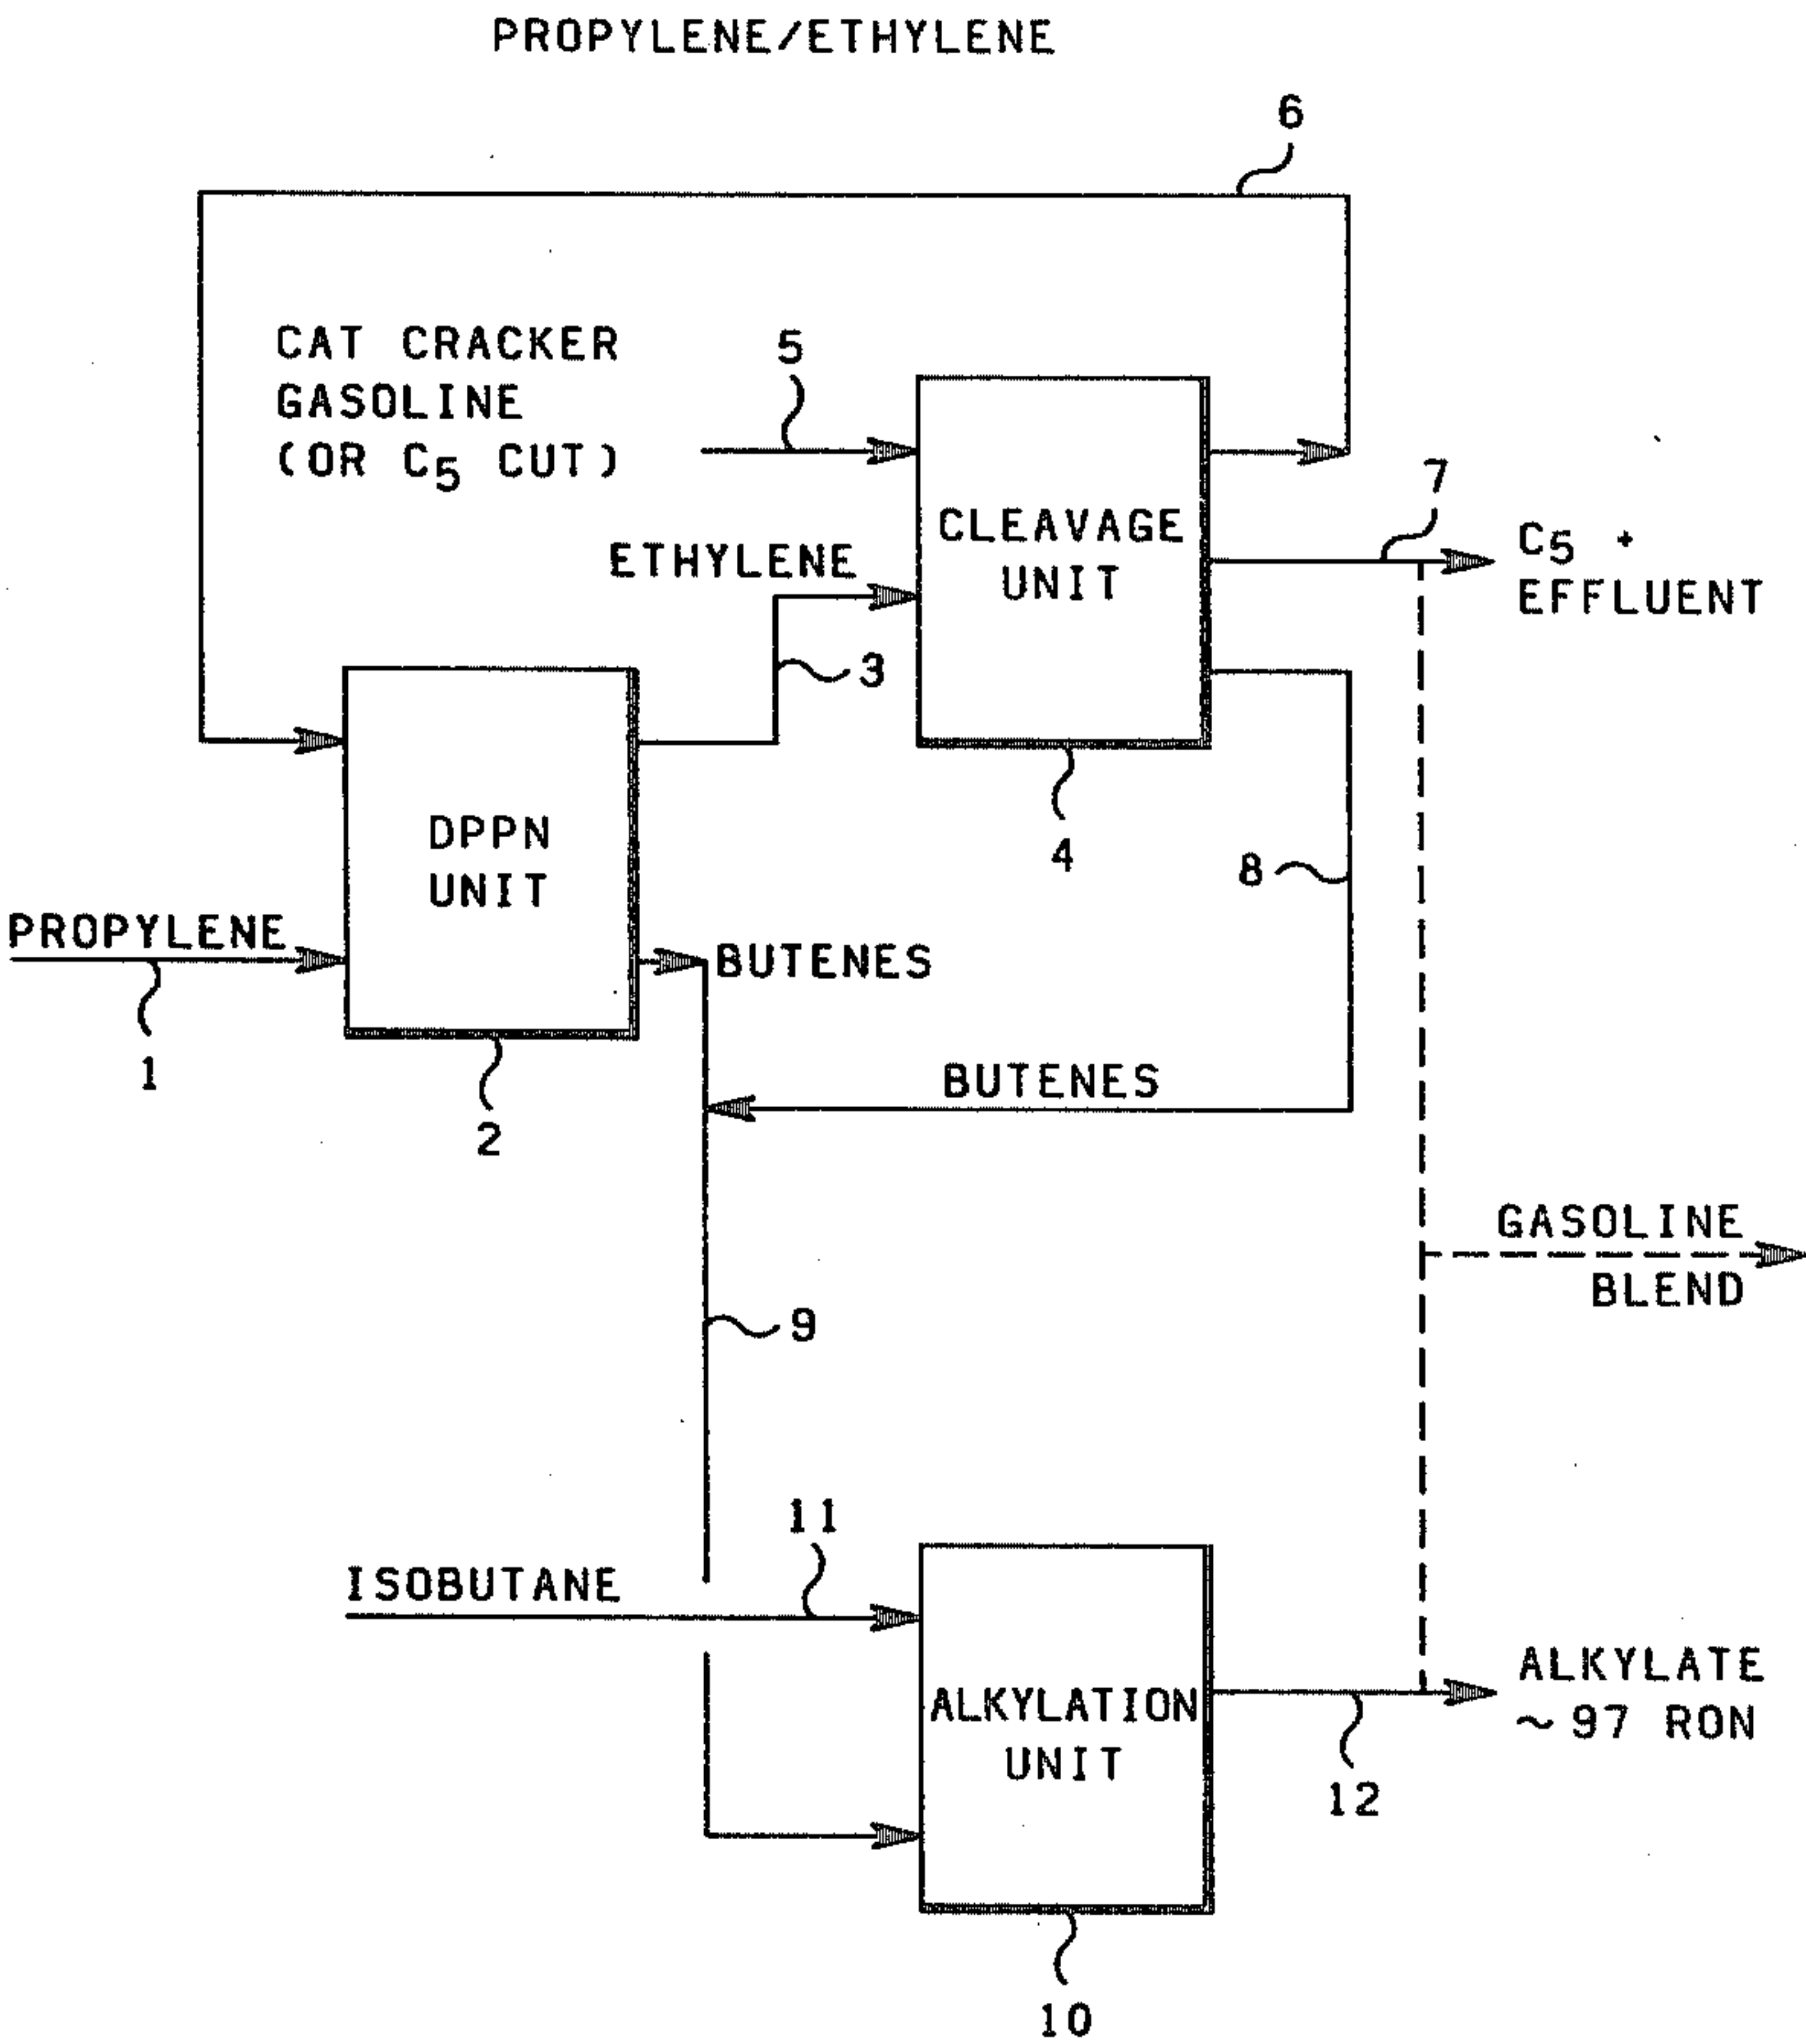 PROPYLENE/ETHYLENE
6
CAT CRACKER
GASOLINE
(OR C5 CUT)
5
7
C5 +
EFFLUENT
CLEAVAGE
UNIT
ETHYLENE
3
4
8
DPPN
UNIT
PROPYLENE
1
2
BUTENES
BUTENES
GASOLINE
BLEND
9
11
ISOBUTANE
ALKYLATION
UNIT
ALKYLATE
~97 RON
12
10